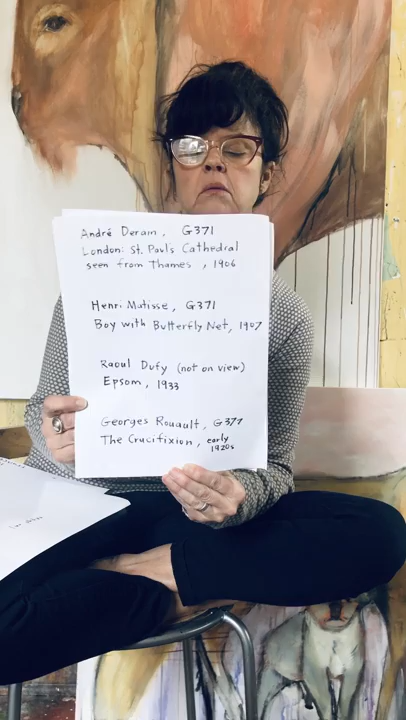 André Derain, G371
London: St. Paul's Cathedral
seen from Thames, 1906
Henri Matisse, G371
Boy with Butterfly Net, 1907
Raoul Dufy (not on view)
Epsom, 1933
Georges Rouault, G371
The Crucifixion, early
1920s